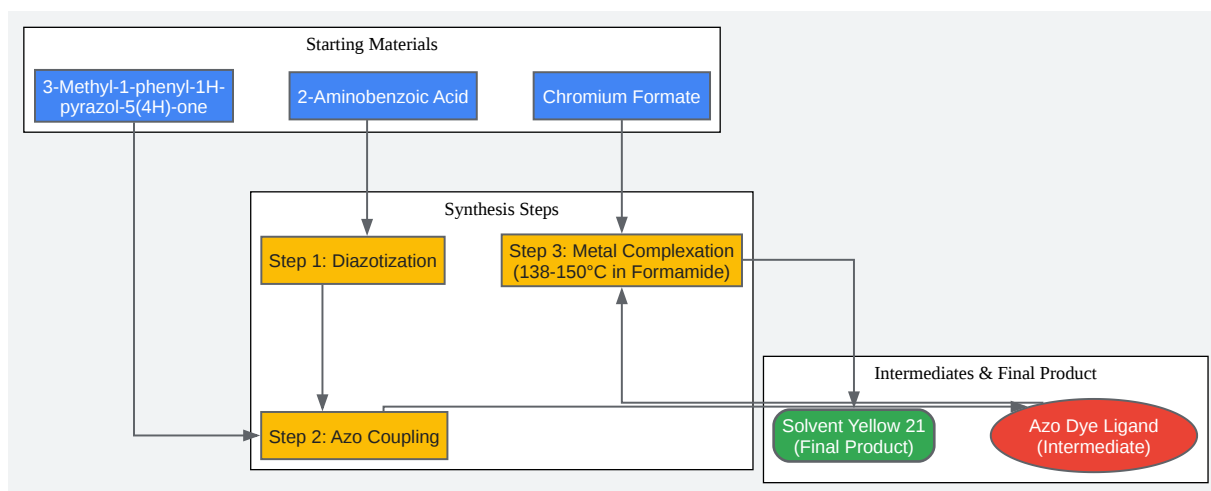 Starting Materials
3-Methyl-1-phenyl-1H-
pyrazol-5(4H)-one
2-Aminobenzoic Acid
Chromium Formate
Synthesis Steps
Step 1: Diazotization
Step 3: Metal Complexation
(138-150°C in Formamide)
Step 2: Azo Coupling
Intermediates & Final Product
Solvent Yellow 21
(Final Product)
Azo Dye Ligand
(Intermediate)